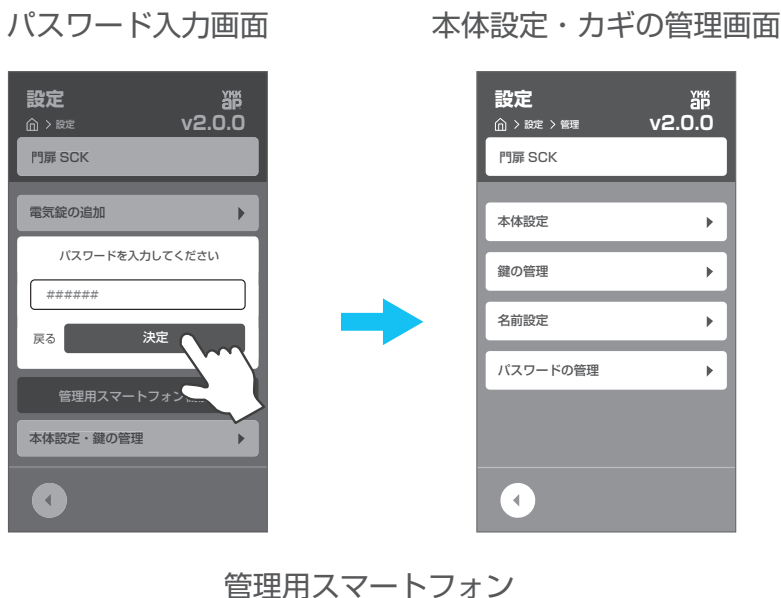 パスワード入力画面
本体設定・カギの管理画面
設定
YKK
ap
設定
v2.0.0
門扉 SCK
電気錠の追加
パスワードを入力してください
######
戻る
決定
管理用スマートフォン
本体設定・鍵の管理
設定
YKK
ap
設定 > 管理
v2.0.0
門扉 SCK
本体設定
鍵の管理
名前設定
パスワードの管理
管理用スマートフォン